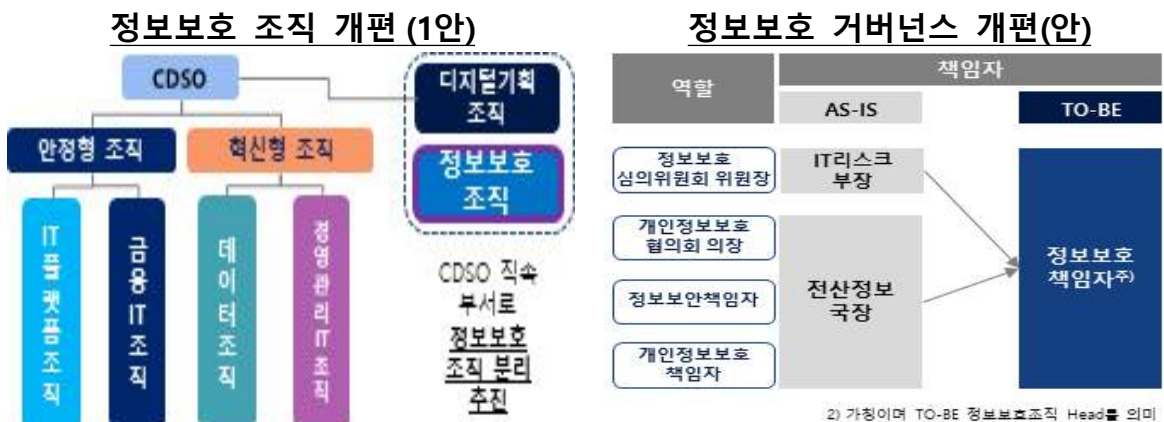 정보보호 조직 개편 (1안)
CDSO
디지털기획
조직
안정형 조직
혁신형 조직
정보보호
조직
IT플랫폼조직
금융IT조직
데이터조직
경영관리IT조직
CDSO 직속
부서로
정보보호
조직 분리
추진
정보보호 거버넌스 개편(안)
역할
책임자
AS-IS
TO-BE
정보보호
심의위원회 위원장
IT리스크
부장
개인정보보호
협의회 의장
정보보안책임자
개인정보보호
책임자
전산정보
국장
정보보호
책임자주)
2) 가칭이며 TO-BE 정보보호조직 Head를 의미